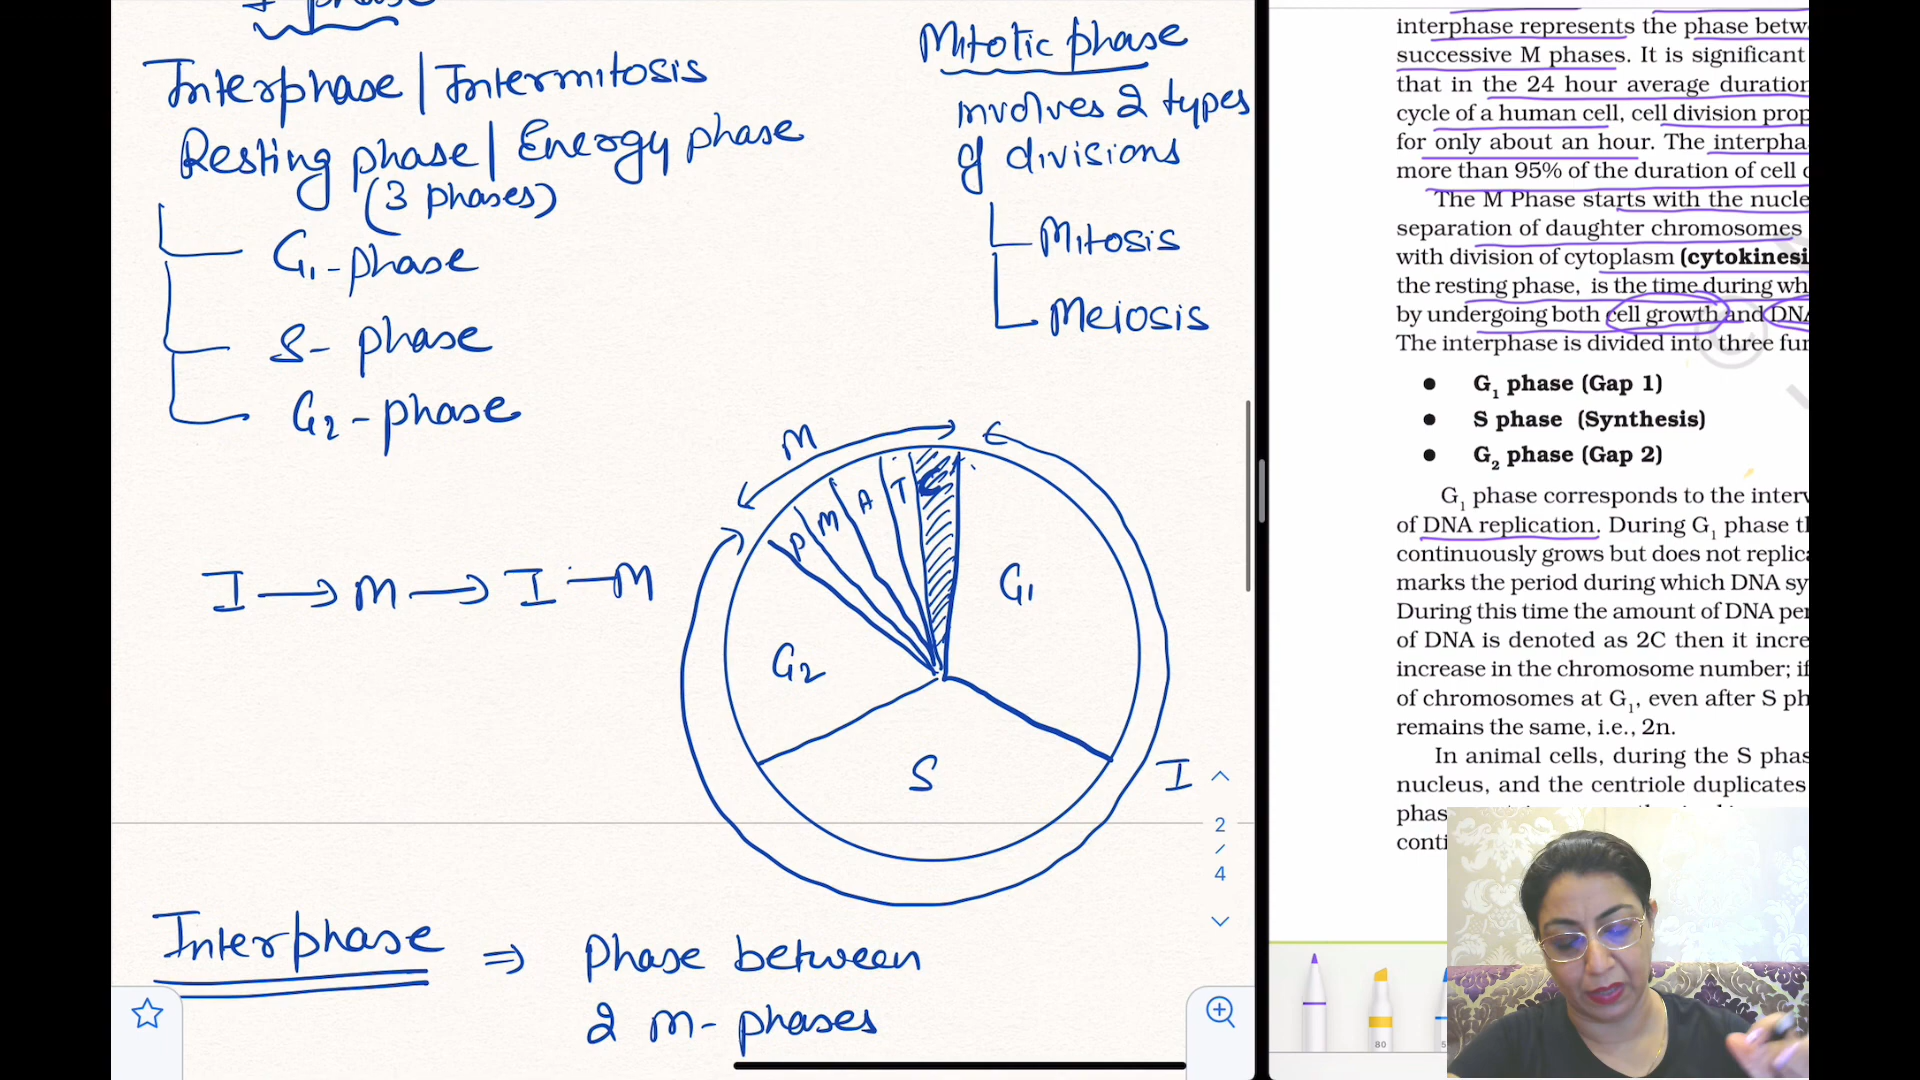 Interphase | Intermitosis
Resting phase | Energy phase
(3 phases)
G1-phase
S- phase
G2-phase
Mitotic phase
involves 2 types
of divisions
Mitosis
Meiosis
M
P M A T C
G1
G2
S
I
I → M → I - M
Interphase ⇒ Phase between
2 M-phases
2
/
4
interphase represents the phase betw
successive M phases. It is significant
that in the 24 hour average duration
cycle of a human cell, cell division prop
for only about an hour. The interpha
more than 95% of the duration of cell c
The M Phase starts with the nucle
separation of daughter chromosomes
with division of cytoplasm (cytokinesi
the resting phase, is the time during wh
by undergoing both cell growth and DNA
The interphase is divided into three fur
• G1 phase (Gap 1)
• S phase (Synthesis)
• G2 phase (Gap 2)
G1 phase corresponds to the interv
of DNA replication. During G1 phase th
continuously grows but does not replica
marks the period during which DNA sy
During this time the amount of DNA per
of DNA is denoted as 2C then it incre
increase in the chromosome number; if
of chromosomes at G1, even after S ph
remains the same, i.e., 2n.
In animal cells, during the S phas
nucleus, and the centriole duplicates
phas
conti
80